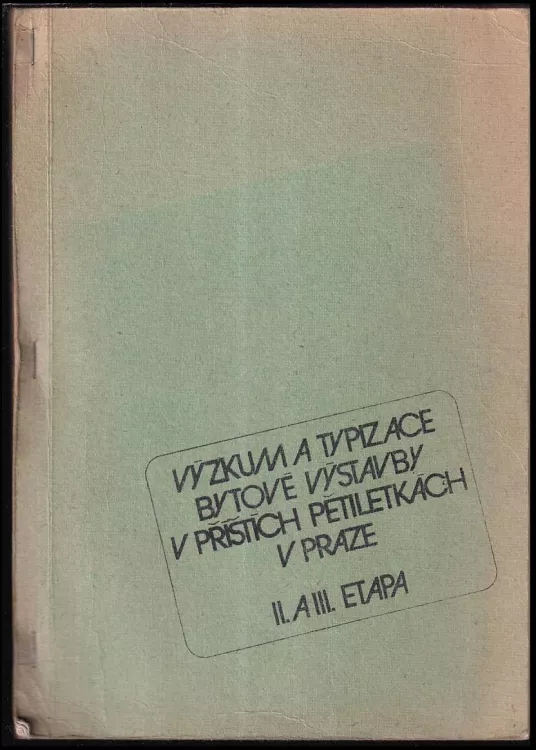 VÝZKUM A TYPIZACE
BYTOVÉ VÝSTAVBY
V PŘÍŠTÍCH PĚTILETKÁCH
V PRAZE
II. A III. ETAPA